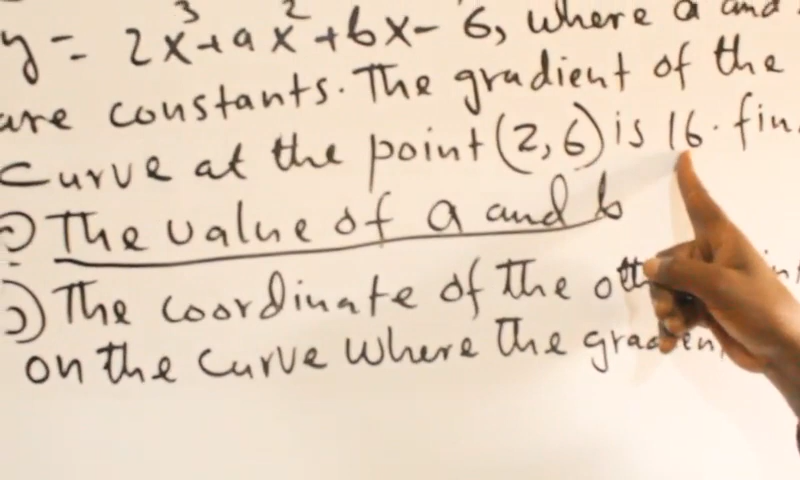 y = 2x³+ax²+bx-6, where a and
are constants. The gradient of the
Curve at the point (2,6) is 16. fin
The value of a and b
The coordinate of the oth
on the curve where the gradien